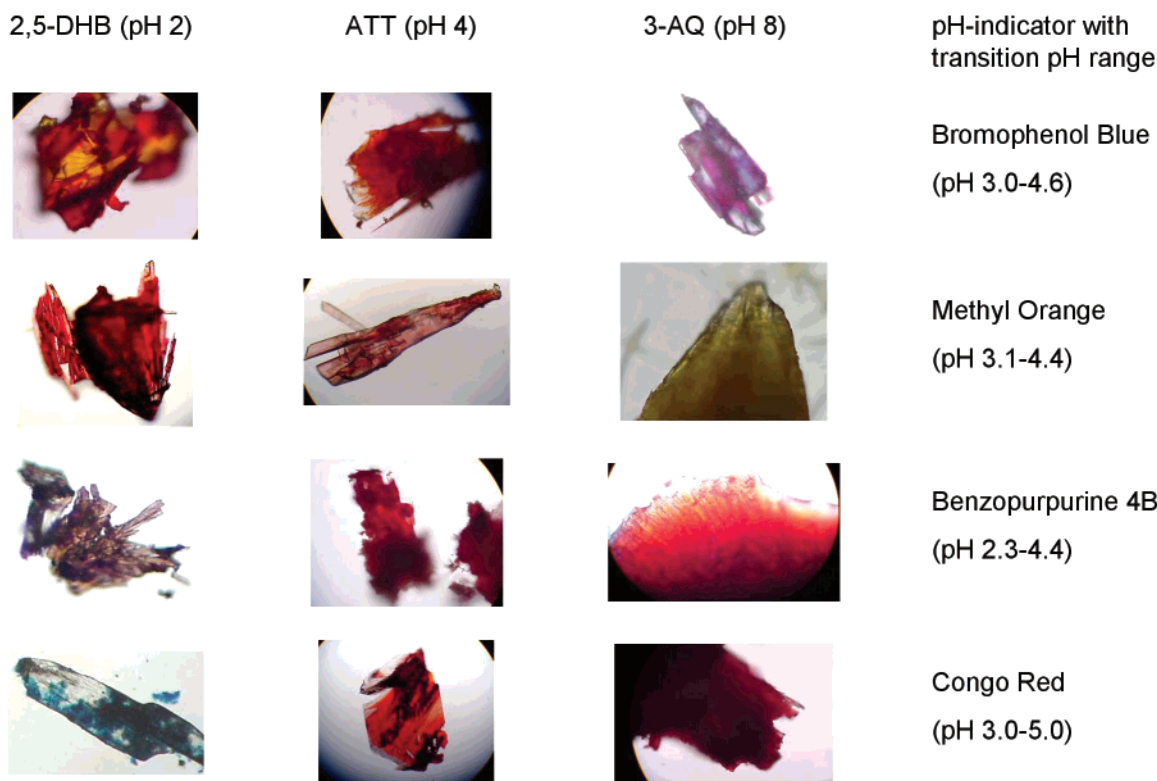 2,5-DHB (pH 2)
ATT (pH 4)
3-AQ (pH 8)
pH-indicator with
transition pH range
Bromophenol Blue
(pH 3.0-4.6)
Methyl Orange
(pH 3.1-4.4)
Benzopurpurine 4B
(pH 2.3-4.4)
Congo Red
(pH 3.0-5.0)